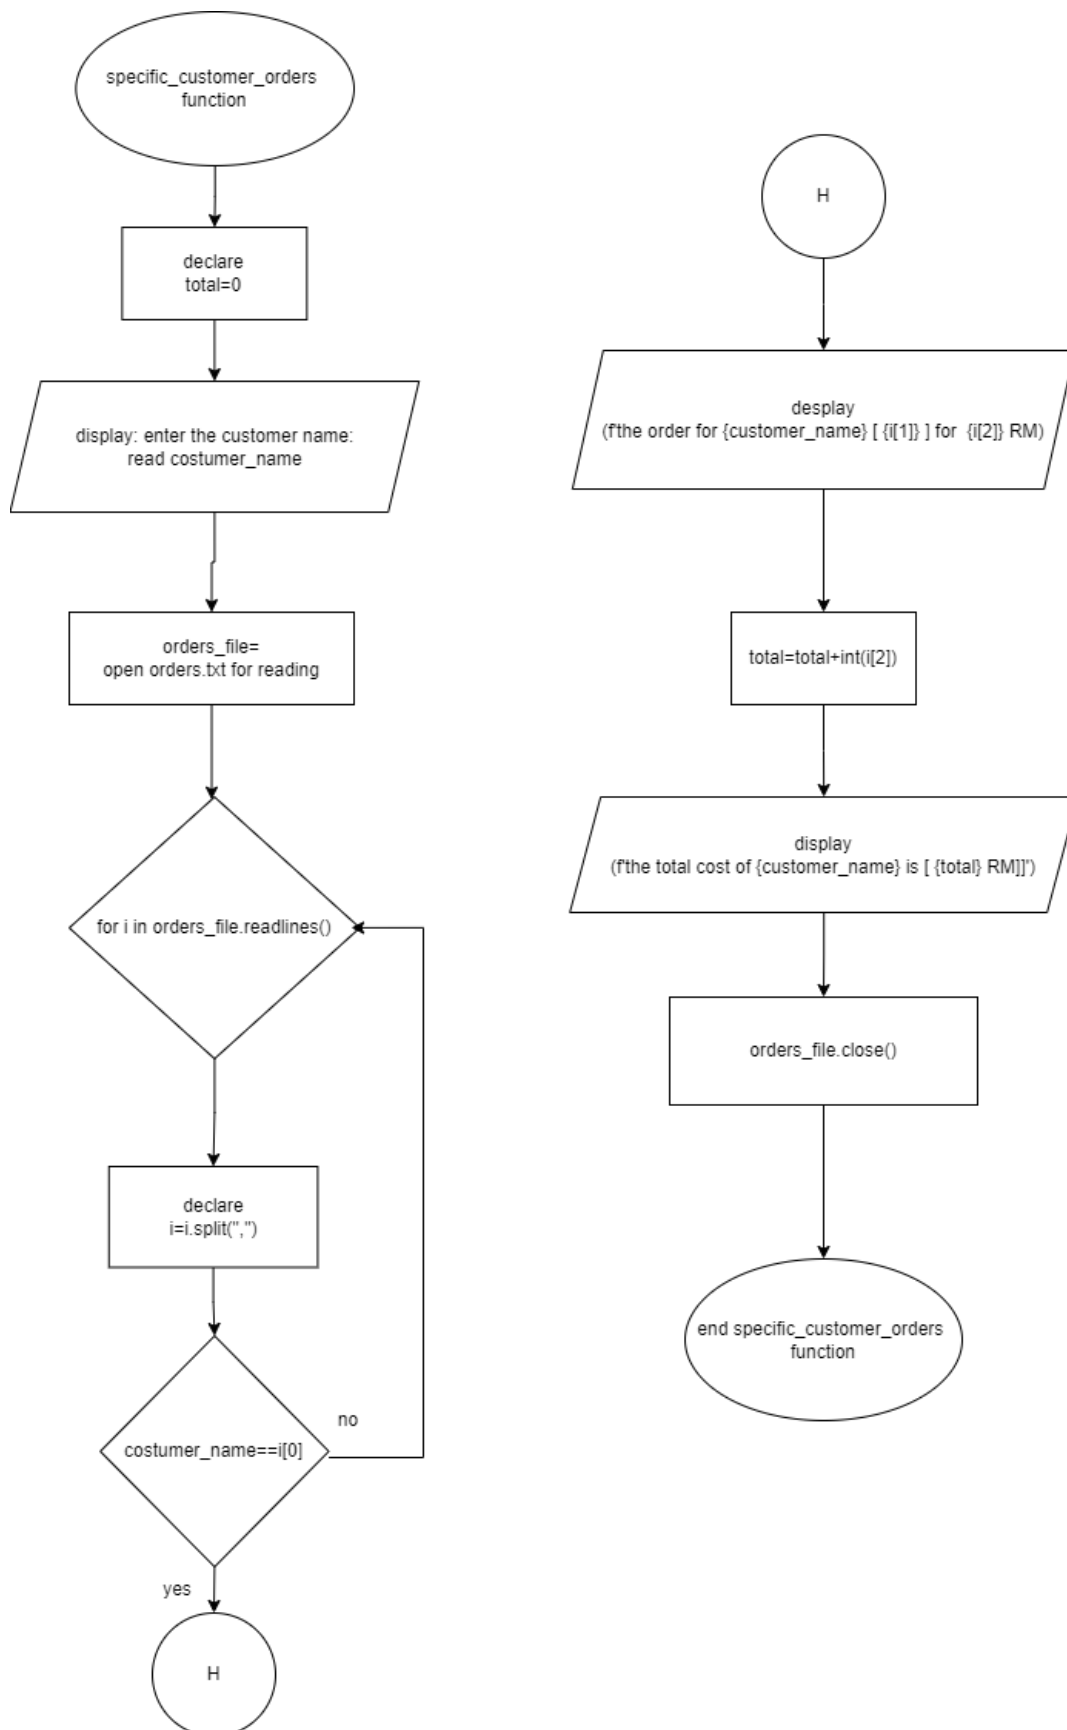 specific_customer_orders
function
declare
total=0
display: enter the customer name:
read costumer_name
orders_file=
open orders.txt for reading
for i in orders_file.readlines()
declare
i=i.split(",")
costumer_name==i[0]
no
yes
H
H
desplay
(f'the order for {customer_name} [ {i[1]} ] for  {i[2]} RM)
total=total+int(i[2])
display
(f'the total cost of {customer_name} is [ {total} RM]]')
orders_file.close()
end specific_customer_orders
function